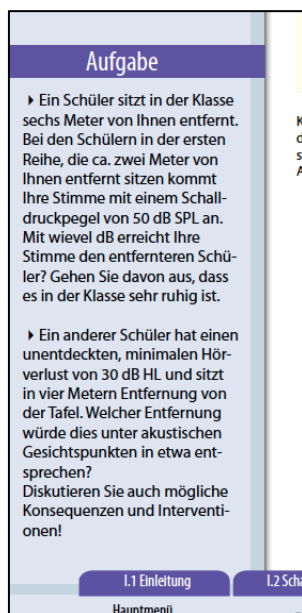 Aufgabe
▸ Ein Schüler sitzt in der Klasse
sechs Meter von Ihnen entfernt.
Bei den Schülern in der ersten
Reihe, die ca. zwei Meter von
Ihnen entfernt sitzen kommt
Ihre Stimme mit einem Schall-
druckpegel von 50 dB SPL an.
Mit wievel dB erreicht Ihre
Stimme den entfernteren Schü-
ler? Gehen Sie davon aus, dass
es in der Klasse sehr ruhig ist.
▸ Ein anderer Schüler hat einen
unentdeckten, minimalen Hör-
verlust von 30 dB HL und sitzt
in vier Metern Entfernung von
der Tafel. Welcher Entfernung
würde dies unter akustischen
Gesichtspunkten in etwa ent-
sprechen?
Diskutieren Sie auch mögliche
Konsequenzen und Interventi-
onen!
I.1 Einleitung
I.2 Scha
Hauptmenü